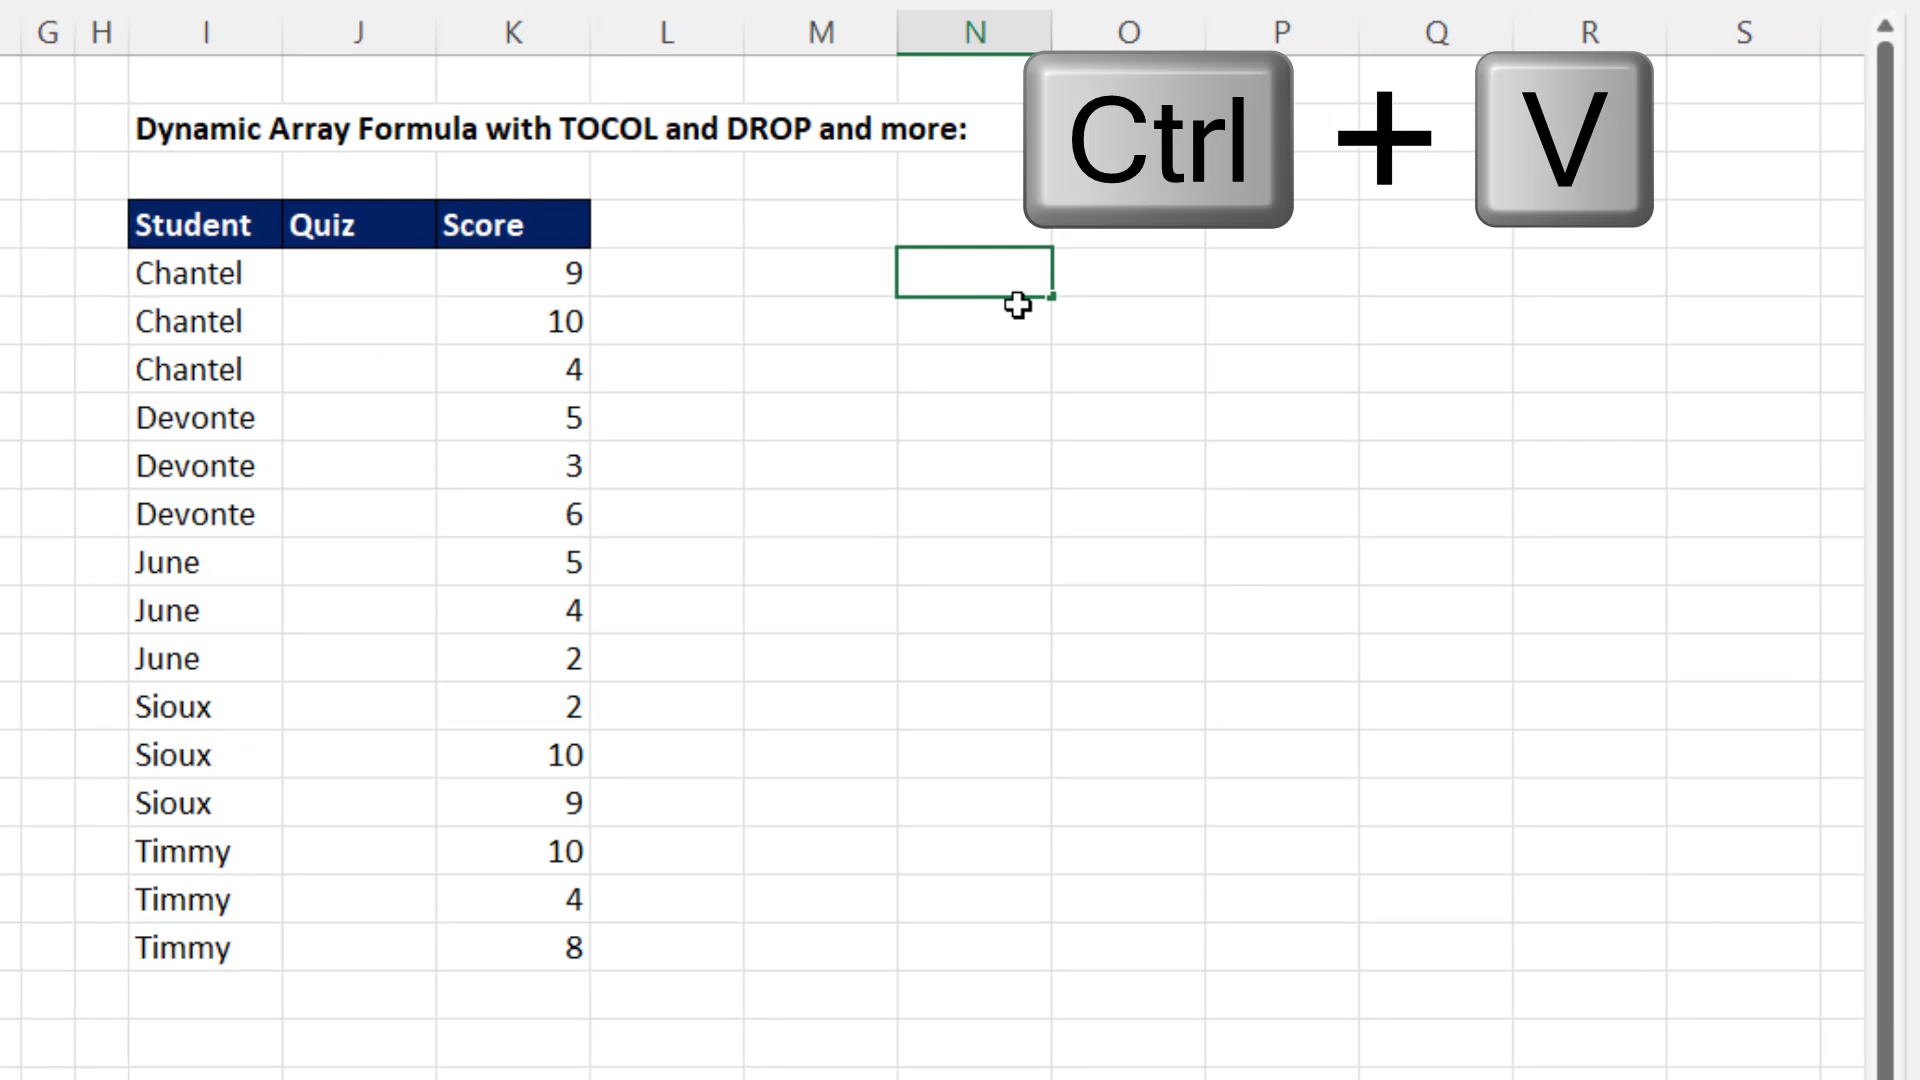 G H I J K L M N O P Q R S
Ctrl + V
Dynamic Array Formula with TOCOL and DROP and more:
Student Quiz Score
Chantel 9
Chantel 10
Chantel 4
Devonte 5
Devonte 3
Devonte 6
June 5
June 4
June 2
Sioux 2
Sioux 10
Sioux 9
Timmy 10
Timmy 4
Timmy 8